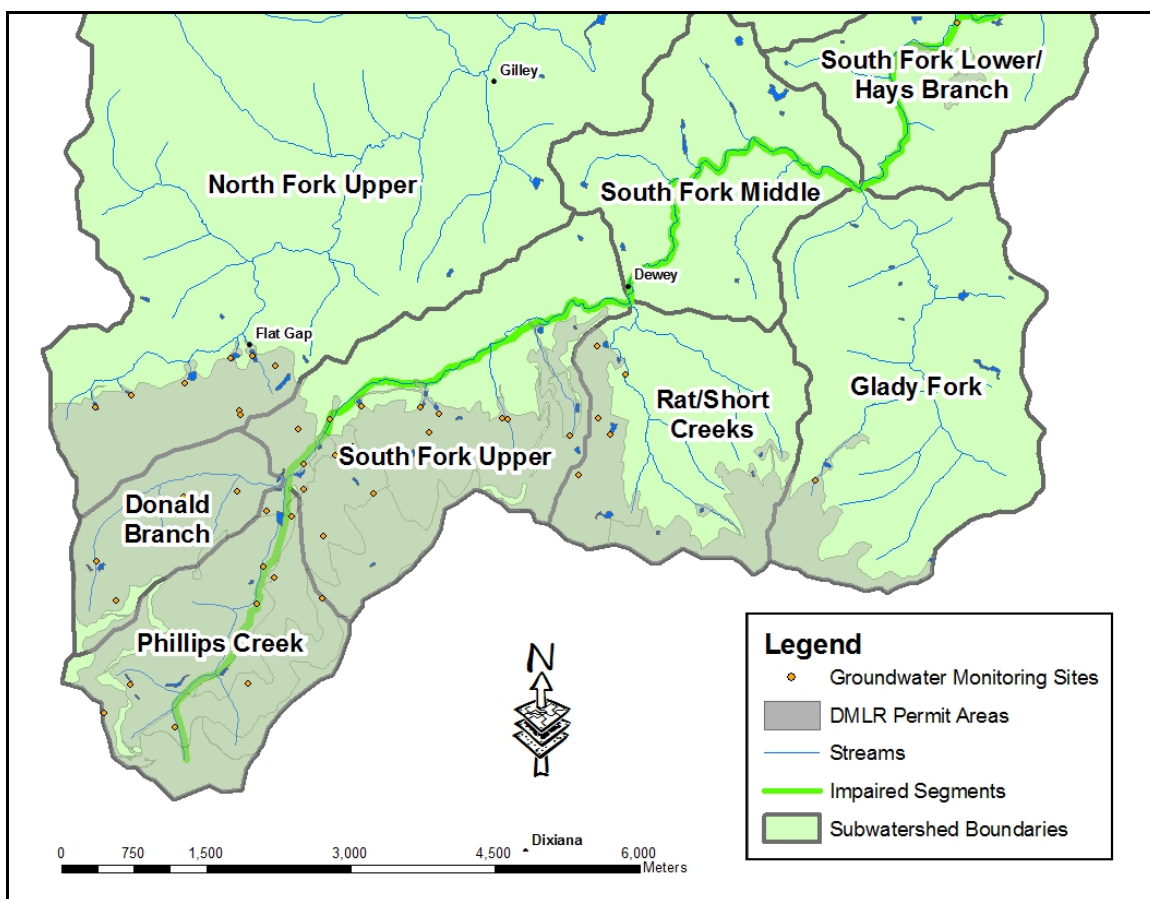 Gilley
South Fork Lower/
Hays Branch
North Fork Upper
South Fork Middle
Dewey
Flat Gap
Glady Fork
Rat/Short
Creeks
South Fork Upper
Donald
Branch
Phillips Creek
N
Legend
Groundwater Monitoring Sites
DMLR Permit Areas
Streams
Impaired Segments
Subwatershed Boundaries
Dixiana
0 750 1,500 3,000 4,500 6,000
Meters